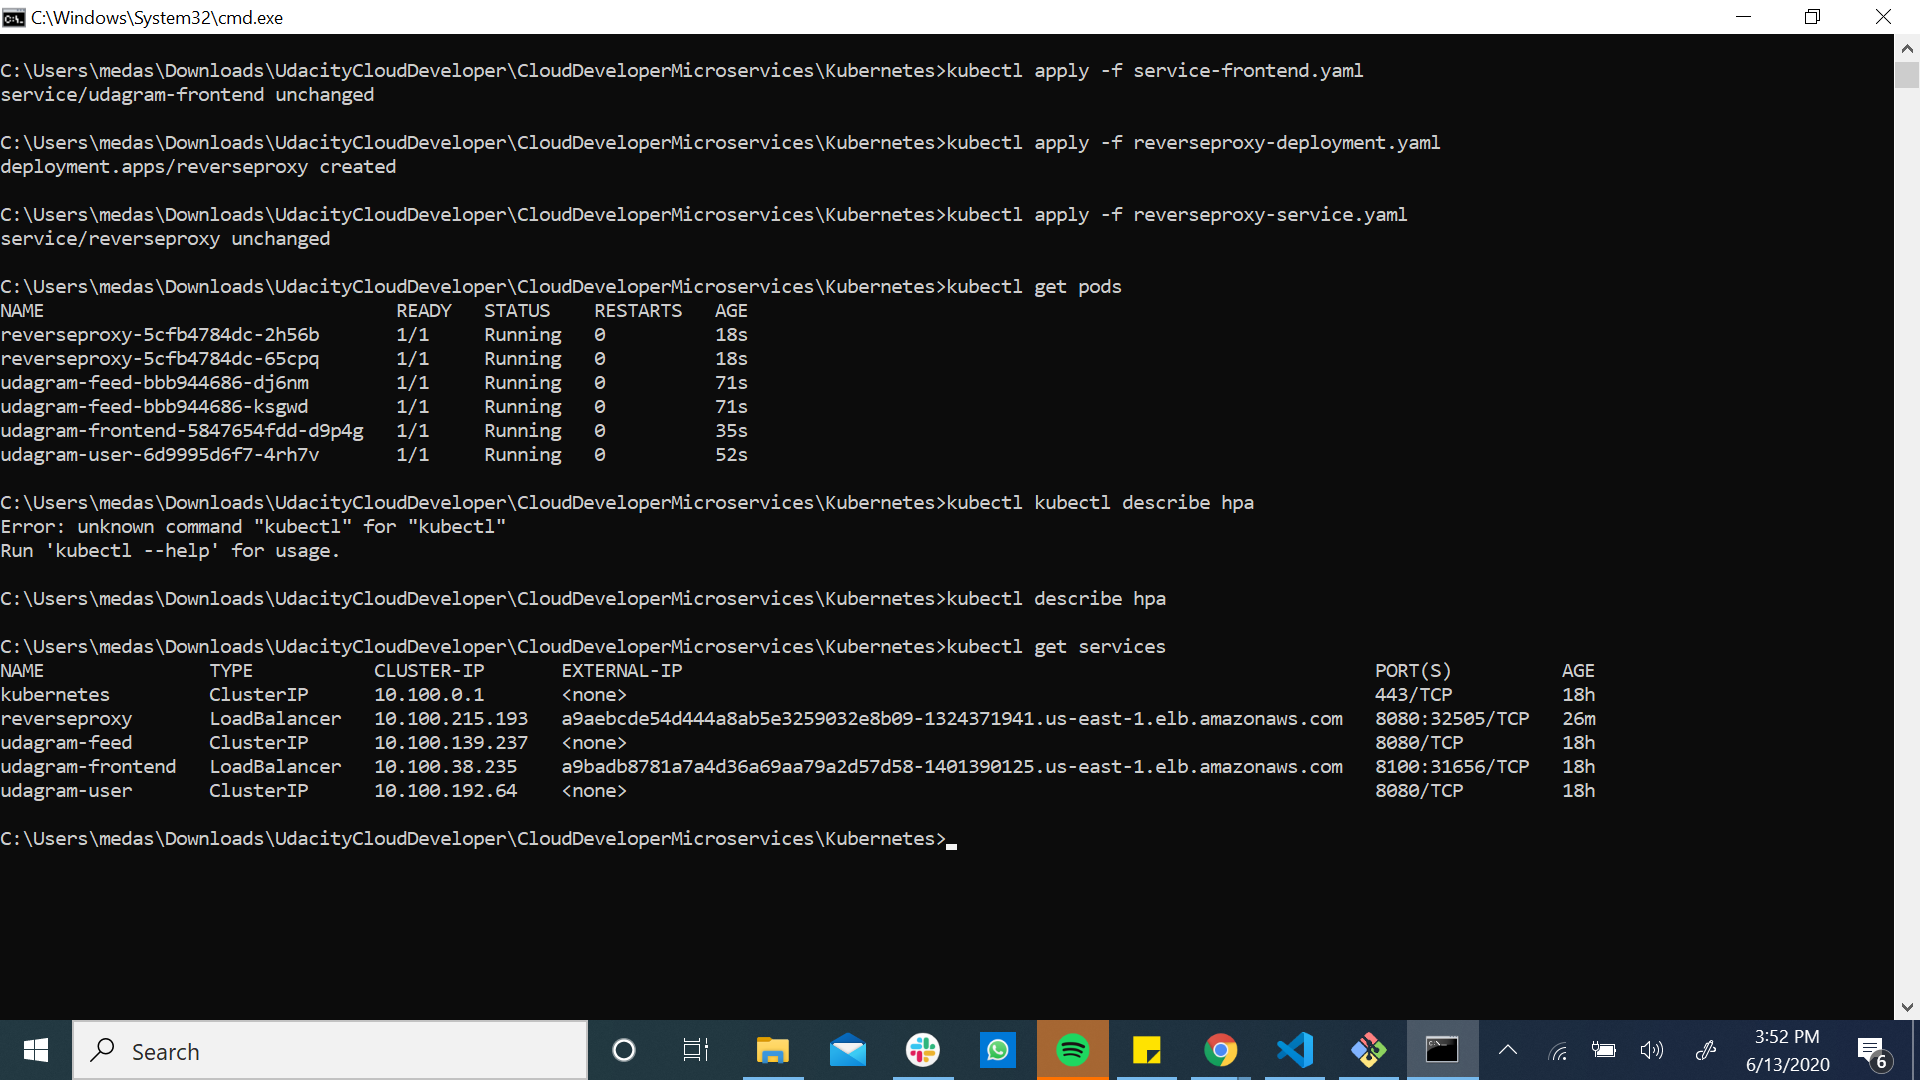 C:\Windows\System32\cmd.exe
C:\Users\medas\Downloads\UdacityCloudDeveloper\CloudDeveloperMicroservices\Kubernetes>kubectl apply -f service-frontend.yaml
service/udagram-frontend unchanged
C:\Users\medas\Downloads\UdacityCloudDeveloper\CloudDeveloperMicroservices\Kubernetes>kubectl apply -f reverseproxy-deployment.yaml
deployment.apps/reverseproxy created
C:\Users\medas\Downloads\UdacityCloudDeveloper\CloudDeveloperMicroservices\Kubernetes>kubectl apply -f reverseproxy-service.yaml
service/reverseproxy unchanged
C:\Users\medas\Downloads\UdacityCloudDeveloper\CloudDeveloperMicroservices\Kubernetes>kubectl get pods
NAME READY STATUS RESTARTS AGE
reverseproxy-5cfb4784dc-2h56b 1/1 Running 0 18s
reverseproxy-5cfb4784dc-65cpq 1/1 Running 0 18s
udagram-feed-bbb944686-dj6nm 1/1 Running 0 71s
udagram-feed-bbb944686-ksgwd 1/1 Running 0 71s
udagram-frontend-5847654fdd-d9p4g 1/1 Running 0 35s
udagram-user-6d9995d6f7-4rh7v 1/1 Running 0 52s
C:\Users\medas\Downloads\UdacityCloudDeveloper\CloudDeveloperMicroservices\Kubernetes>kubectl kubectl describe hpa
Error: unknown command "kubectl" for "kubectl"
Run 'kubectl --help' for usage.
C:\Users\medas\Downloads\UdacityCloudDeveloper\CloudDeveloperMicroservices\Kubernetes>kubectl describe hpa
C:\Users\medas\Downloads\UdacityCloudDeveloper\CloudDeveloperMicroservices\Kubernetes>kubectl get services
NAME TYPE CLUSTER-IP EXTERNAL-IP PORT(S) AGE
kubernetes ClusterIP 10.100.0.1 <none> 443/TCP 18h
reverseproxy LoadBalancer 10.100.215.193 a9aebcde54d444a8ab5e3259032e8b09-1324371941.us-east-1.elb.amazonaws.com 8080:32505/TCP 26m
udagram-feed ClusterIP 10.100.139.237 <none> 8080/TCP 18h
udagram-frontend LoadBalancer 10.100.38.235 a9badb8781a7a4d36a69aa79a2d57d58-1401390125.us-east-1.elb.amazonaws.com 8100:31656/TCP 18h
udagram-user ClusterIP 10.100.192.64 <none> 8080/TCP 18h
C:\Users\medas\Downloads\UdacityCloudDeveloper\CloudDeveloperMicroservices\Kubernetes>
Search
3:52 PM
6/13/2020
6